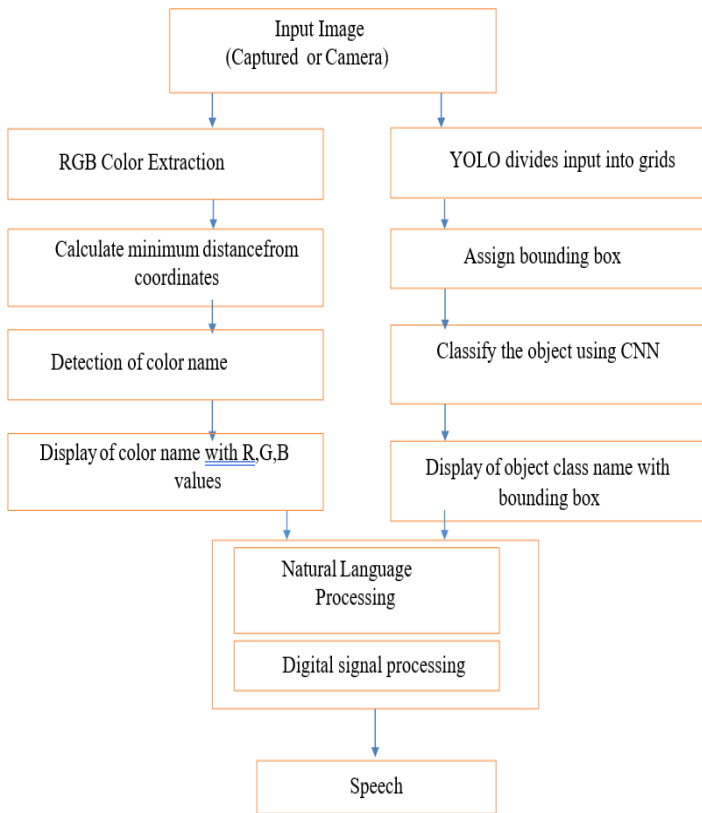 Input Image
(Captured or Camera)
RGB Color Extraction
YOLO divides input into grids
Calculate minimum distancefrom
coordinates
Assign bounding box
Detection of color name
Classify the object using CNN
Display of color name with R,G,B
values
Display of object class name with
bounding box
Natural Language
Processing
Digital signal processing
Speech